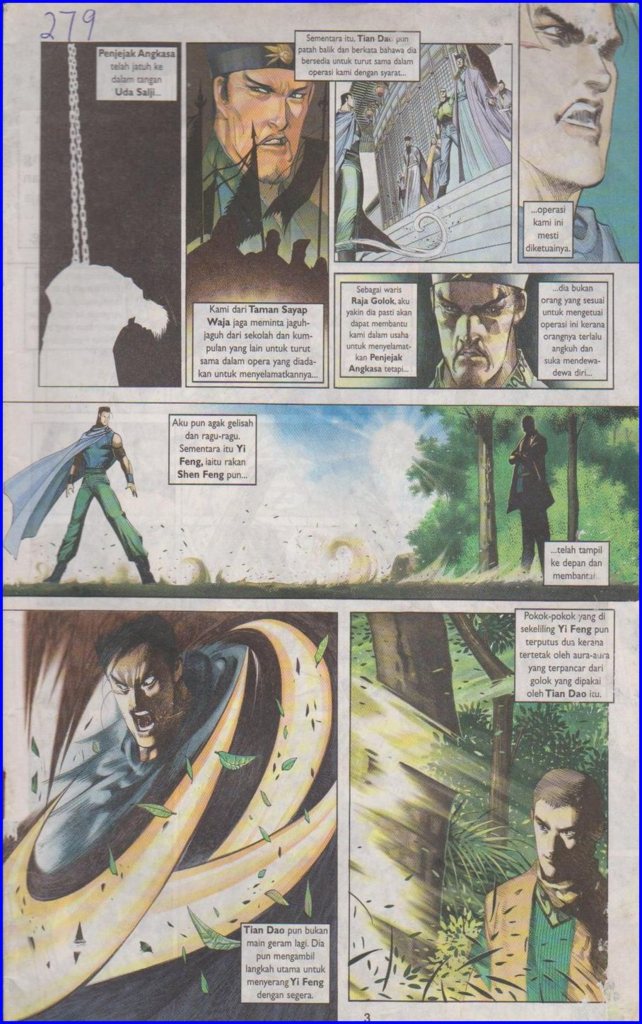 279
Penjejak Angkasa
telah jatuh ke
dalam tangan
Uda Salji...
Kami dari Taman Sayap
Waja jaga meminta jaguh-
jaguh dari sekolah dan kum-
pulan yang lain untuk turut
sama dalam opera yang diada-
kan untuk menyelamatkannya...
Sementara itu, Tian Dao pun
patah balik dan berkata bahawa dia
bersedia untuk turut sama dalam
operasi kami dengan syarat...
...operasi
kami ini
mesti
diketuainya.
Sebagai waris
Raja Golok, aku
yakin dia pasti akan
dapat membantu
kami dalam usaha
untuk menyelamat-
kan Penjejak
Angkasa tetapi...
...dia bukan
orang yang sesuai
untuk mengetuai
operasi ini kerana
orangnya terlalu
angkuh dan
suka mendewa-
dewa diri...
Aku pun agak gelisah
dan ragu-ragu.
Sementara itu Yi
Feng, iaitu rakan
Shen Feng pun...
...telah tampil
ke depan dan
membantai
Tian Dao pun bukan
main geram lagi. Dia
pun mengambil
langkah utama untuk
menyerang Yi Feng
dengan segera.
Pokok-pokok yang di
sekeliling Yi Feng pun
terputus dua kerana
tertetak oleh aura-aura
yang terpancar dari
golok yang dipakai
oleh Tian Dao itu.
3